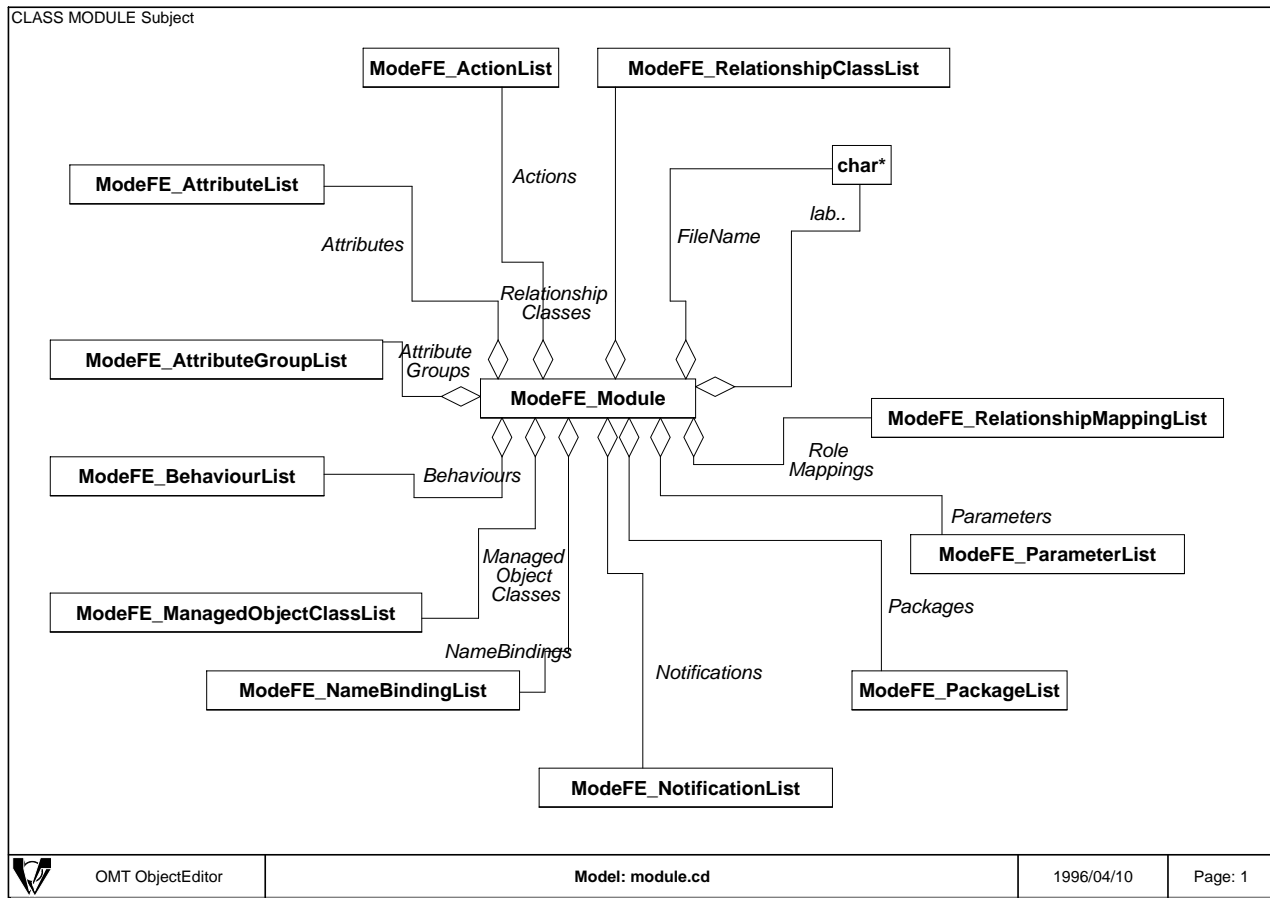 CLASS MODULE Subject
ModeFE_ActionList
ModeFE_RelationshipClassList
char*
Actions
ModeFE_AttributeList
lab..
FileName
Attributes
Relationship
Classes
ModeFE_AttributeGroupList
Attribute
Groups
ModeFE_Module
ModeFE_RelationshipMappingList
Role
Mappings
ModeFE_BehaviourList
Behaviours
Parameters
ModeFE_ParameterList
Managed
Object
Classes
ModeFE_ManagedObjectClassList
Packages
NameBindings
Notifications
ModeFE_NameBindingList
ModeFE_PackageList
ModeFE_NotificationList
OMT ObjectEditor
Model: module.cd
1996/04/10
Page: 1